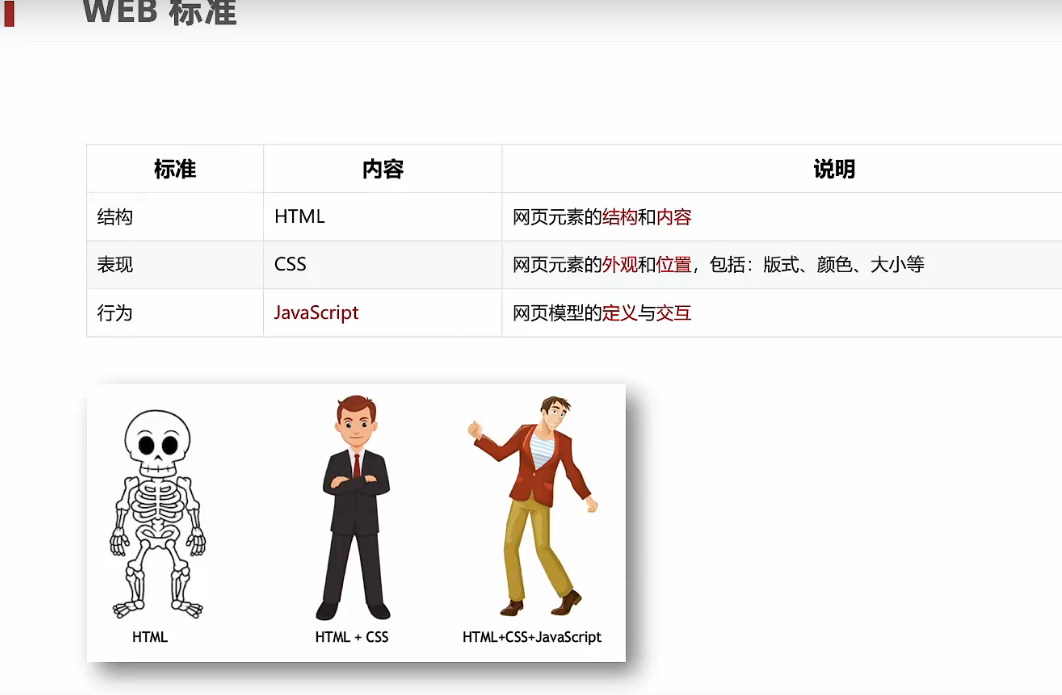 WEB 标准
标准 内容 说明
结构 HTML 网页元素的结构和内容
表现 CSS 网页元素的外观和位置，包括：版式、颜色、大小等
行为 JavaScript 网页模型的定义与交互
HTML HTML + CSS HTML+CSS+JavaScript